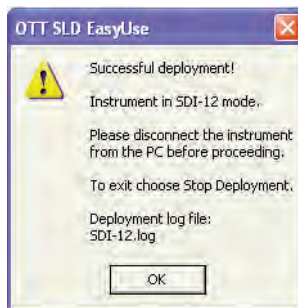 OTT SLD EasyUse
Successful deployment!
Instrument in SDI-12 mode.
Please disconnect the instrument
from the PC before proceeding.
To exit choose Stop Deployment.
Deployment log file:
SDI-12.log
OK